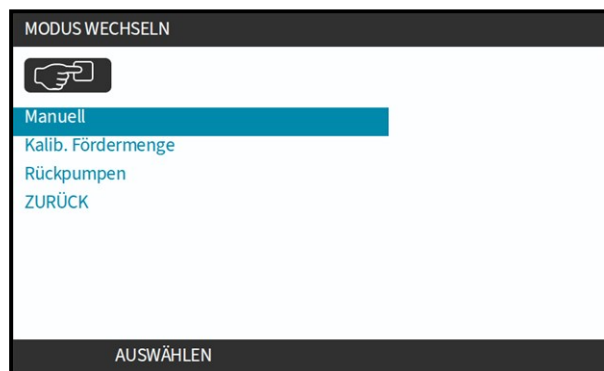 MODUS WECHSELN
Manuell
Kalib. Fördermenge
Rückpumpen
ZURÜCK
AUSWÄHLEN